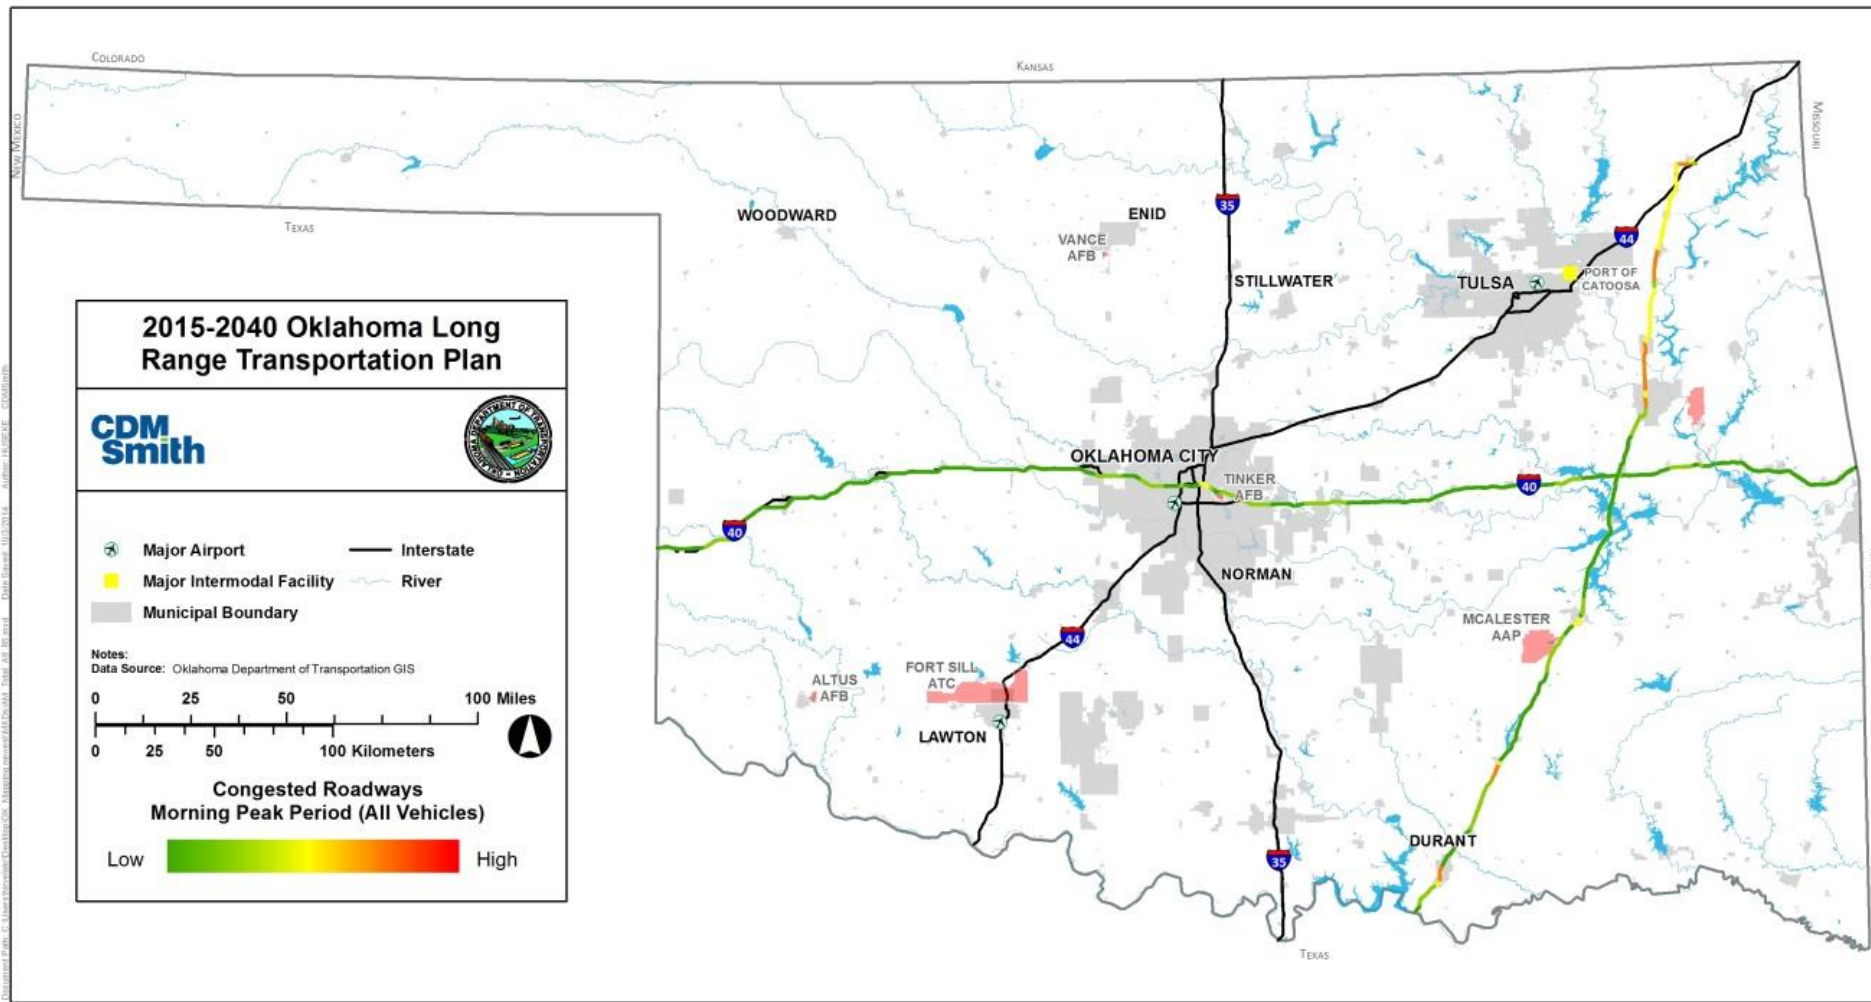 COLORADO
KANSAS
NEW MEXICO
MISSOURI
TEXAS
WOODWARD
ENID
VANCE
AFB
35
44
STILLWATER
TULSA
PORT OF
CATOOSA
2015-2040 Oklahoma Long
Range Transportation Plan
CDM
Smith
OKLAHOMA DEPARTMENT OF TRANSPORTATION
OKLAHOMA CITY
TINKER
AFB
40
40
Major Airport
Interstate
Major Intermodal Facility
River
Municipal Boundary
NORMAN
MCALESTER
AAP
44
Notes:
Data Source: Oklahoma Department of Transportation GIS
FORT SILL
ATC
ALTUS
AFB
LAWTON
0 25 50 100 Miles
0 25 50 100 Kilometers
Congested Roadways
Morning Peak Period (All Vehicles)
Low
High
DURANT
35
TEXAS